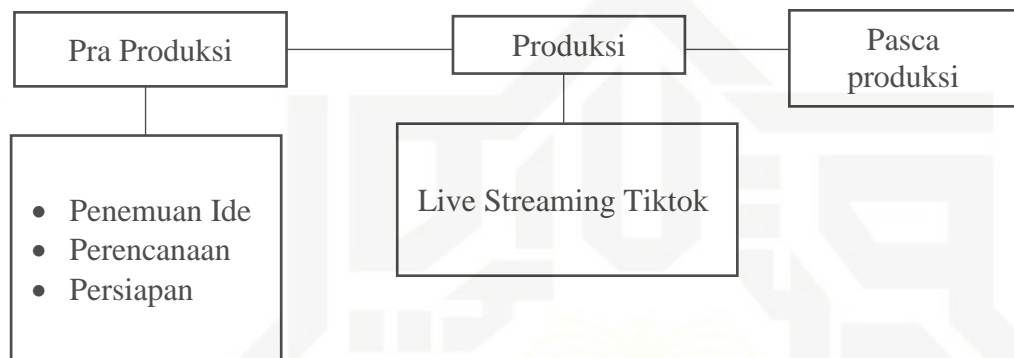 Pra Produksi
Produksi
Pasca
produksi
• Penemuan Ide
• Perencanaan
• Persiapan
Live Streaming Tiktok